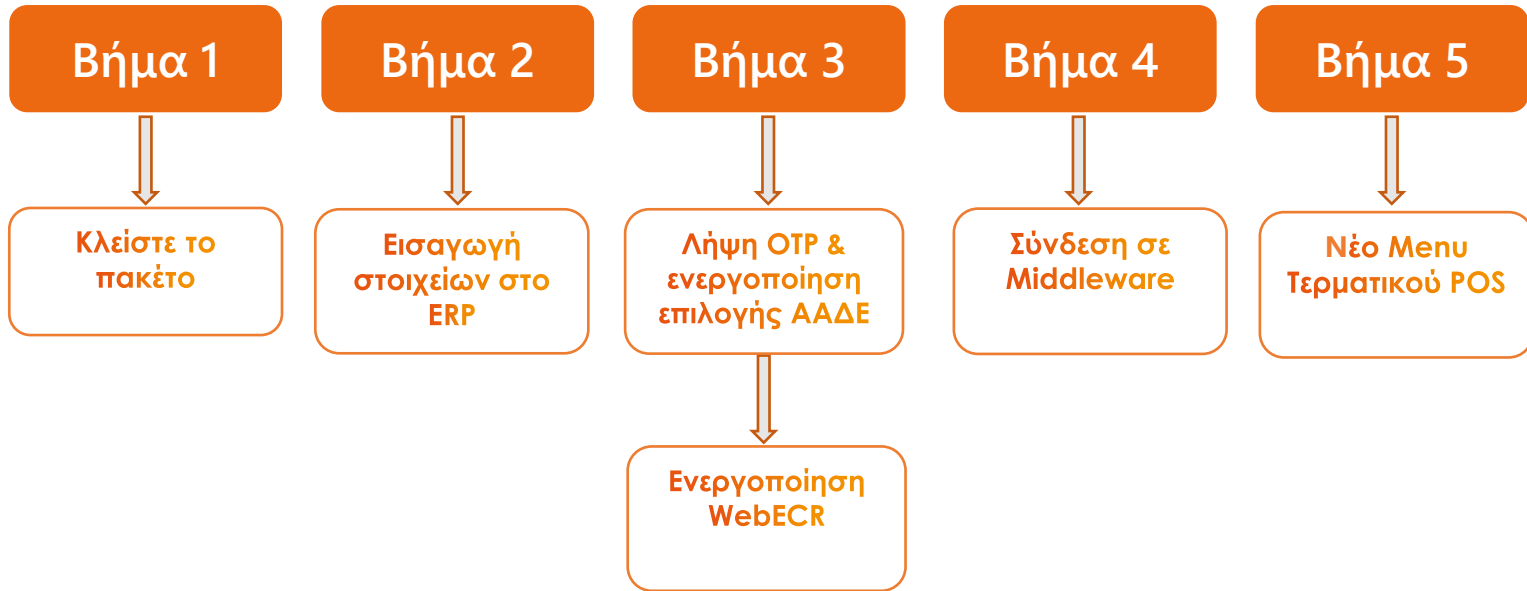 Βήμα 1
Βήμα 2
Βήμα 3
Βήμα 4
Βήμα 5
Κλείστε το
πακέτο
Εισαγωγή
στοιχείων στο
ERP
Λήψη OTP &
ενεργοποίηση
επιλογής ΑΑΔΕ
Σύνδεση σε
Middleware
Νέο Menu
Τερματικού POS
Ενεργοποίηση
WebECR